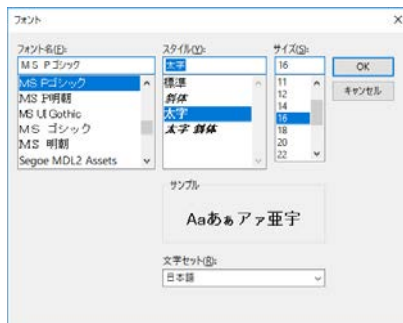 フォント
フォント名(F):
MS Pゴシック
MS Pゴシック
MS P明朝
MS UI Gothic
MS ゴシック
MS 明朝
Segoe MDL2 Assets
スタイル(Y):
太字
標準
斜体
太字
太字 斜体
サイズ(S):
16
11
12
14
16
18
20
22
OK
キャンセル
サンプル
Aaあぁアァ亜宇
文字セット(R):
日本語